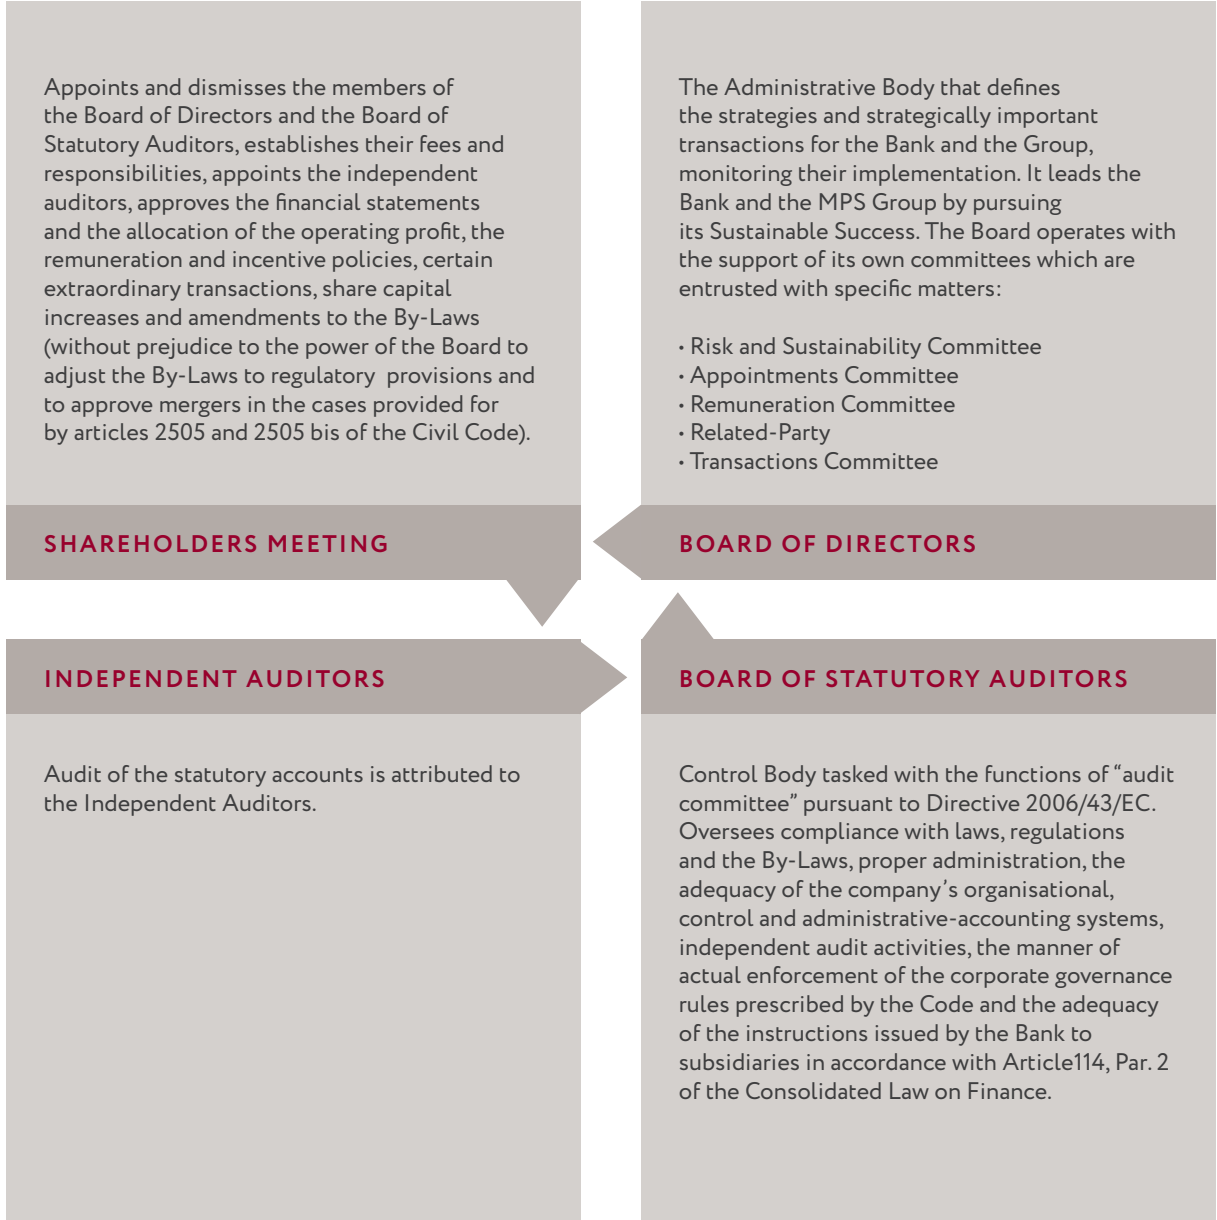 Appoints and dismisses the members of
the Board of Directors and the Board of
Statutory Auditors, establishes their fees and
responsibilities, appoints the independent
auditors, approves the financial statements
and the allocation of the operating profit, the
remuneration and incentive policies, certain
extraordinary transactions, share capital
increases and amendments to the By-Laws
(without prejudice to the power of the Board to
adjust the By-Laws to regulatory provisions and
to approve mergers in the cases provided for
by articles 2505 and 2505 bis of the Civil Code).
SHAREHOLDERS MEETING
The Administrative Body that defines
the strategies and strategically important
transactions for the Bank and the Group,
monitoring their implementation. It leads the
Bank and the MPS Group by pursuing
its Sustainable Success. The Board operates with
the support of its own committees which are
entrusted with specific matters:
• Risk and Sustainability Committee
• Appointments Committee
• Remuneration Committee
• Related-Party
• Transactions Committee
BOARD OF DIRECTORS
INDEPENDENT AUDITORS
Audit of the statutory accounts is attributed to
the Independent Auditors.
BOARD OF STATUTORY AUDITORS
Control Body tasked with the functions of “audit
committee” pursuant to Directive 2006/43/EC.
Oversees compliance with laws, regulations
and the By-Laws, proper administration, the
adequacy of the company’s organisational,
control and administrative-accounting systems,
independent audit activities, the manner of
actual enforcement of the corporate governance
rules prescribed by the Code and the adequacy
of the instructions issued by the Bank to
subsidiaries in accordance with Article114, Par. 2
of the Consolidated Law on Finance.